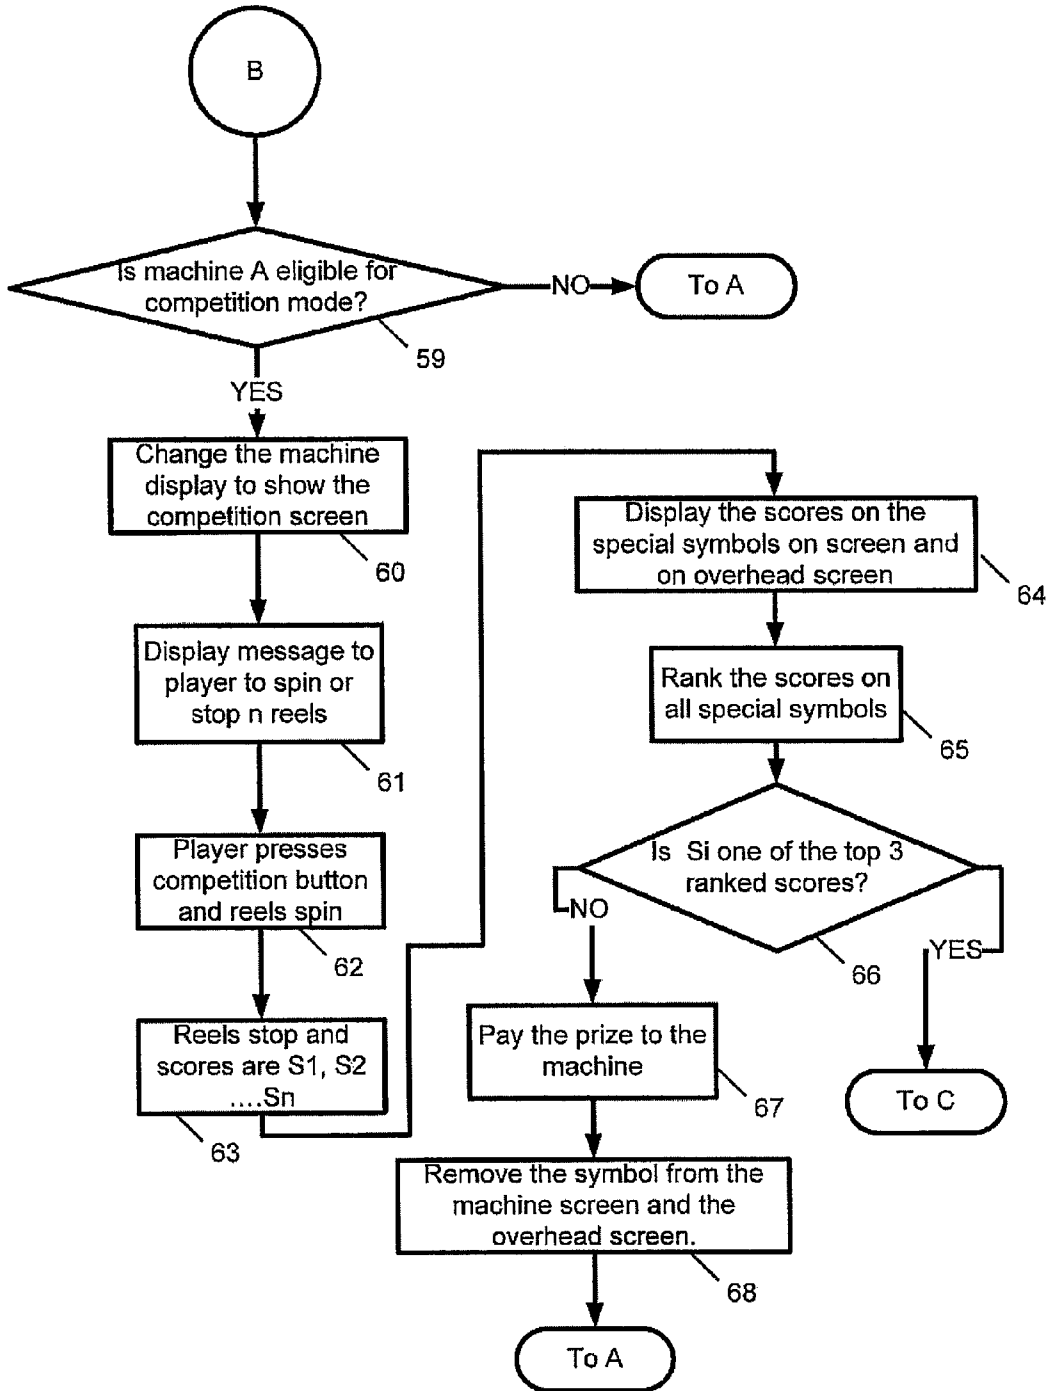 B
Is machine A eligible for
competition mode?
NO
To A
59
YES
Change the machine
display to show the
competition screen
60
Display message to
player to spin or
stop n reels
61
Player presses
competition button
and reels spin
62
Reels stop and
scores are S1, S2
....Sn
63
Display the scores on the
special symbols on screen and
on overhead screen
64
Rank the scores on
all special symbols
65
Is Si one of the top 3
ranked scores?
66
NO
YES
Pay the prize to the
machine
67
To C
Remove the symbol from the
machine screen and the
overhead screen.
68
To A